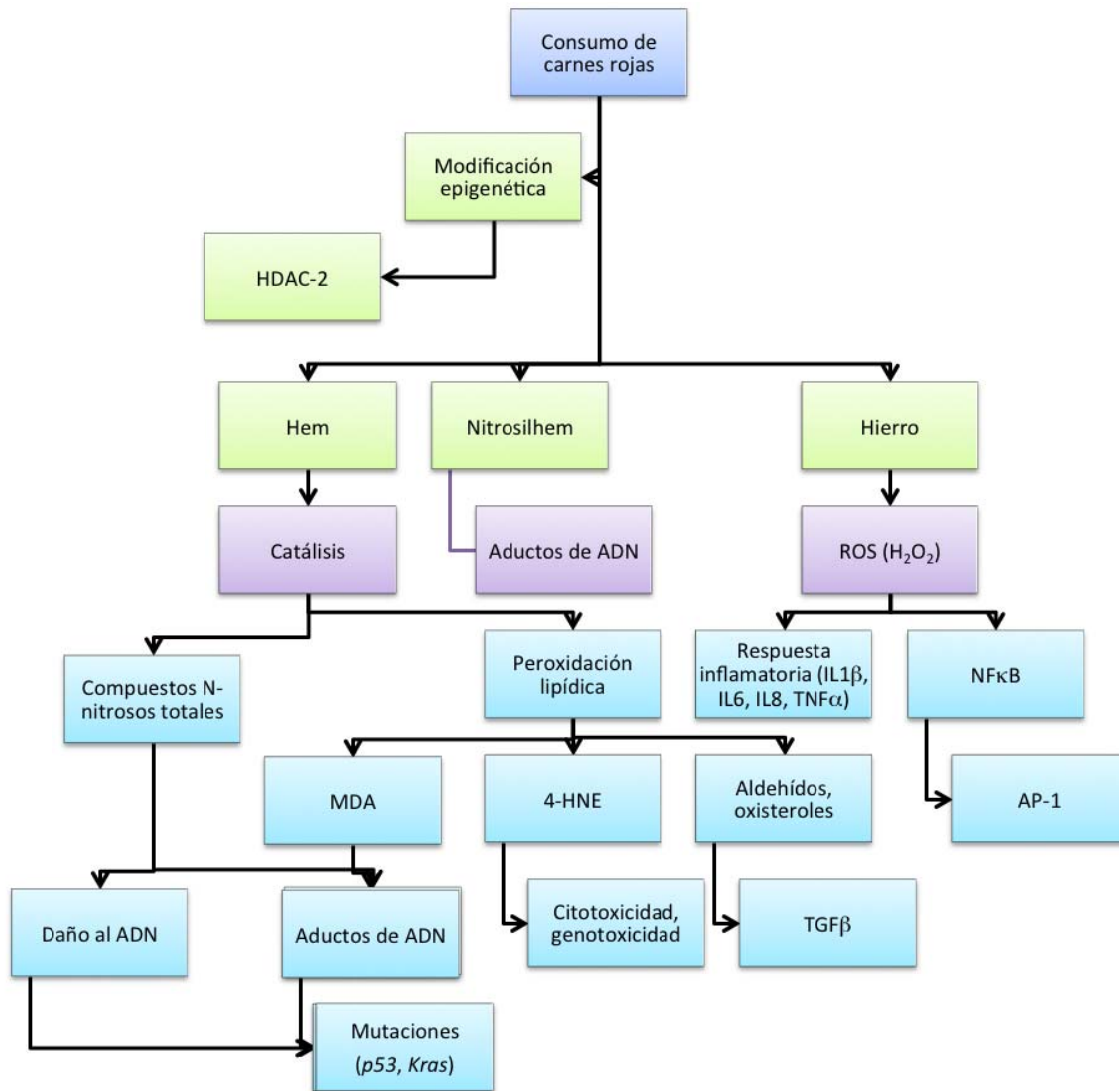 Consumo de
carnes rojas
Modificación
epigenética
HDAC-2
Hem
Nitrosilhem
Hierro
Catálisis
Aductos de ADN
ROS (H₂O₂)
Compuestos N-
nitrosos totales
Peroxidación
lipídica
Respuesta
inflamatoria (IL1β,
IL6, IL8, TNFα)
NFκB
MDA
4-HNE
Aldehídos,
oxisteroles
AP-1
Daño al ADN
Aductos de ADN
Citotoxicidad,
genotoxicidad
TGFβ
Mutaciones
(p53, Kras)